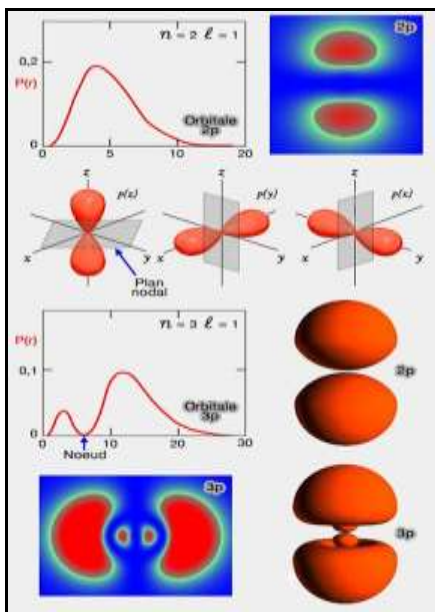 n = 2 ℓ = 1
2p
0,2
P(r)
Orbitale
2p
0
0
5
10
15
20
z
p(z)
x
y
Plan
nodal
z
p(y)
x
y
z
p(x)
x
y
n = 3 ℓ = 1
P(r)
0,1
Orbitale
3p
0
0
10
20
30
Noeud
2p
3p
3p